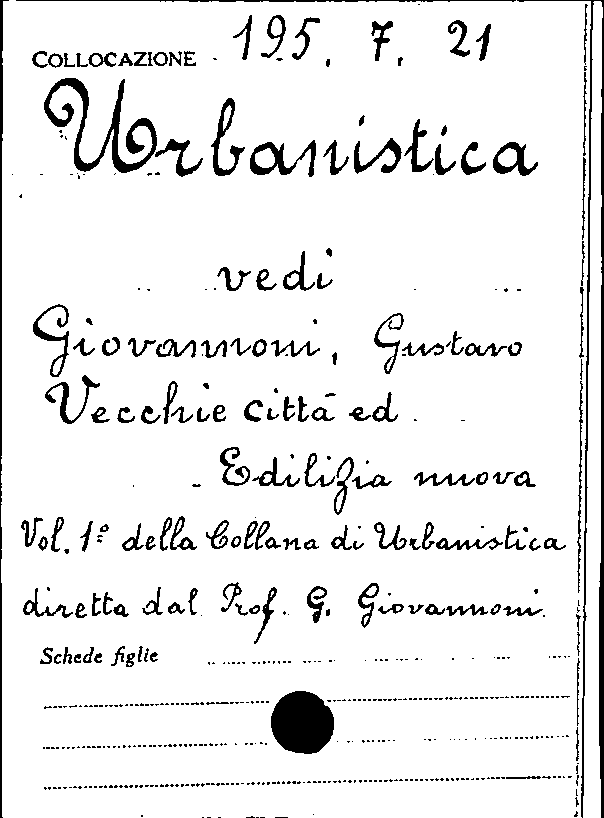 COLLOCAZIONE 195. 7. 21
Urbanistica
vedi
Giovannoni, Gustavo
Vecchie città ed
Edilizia nuova
Vol. 1º della Collana di Urbanistica
diretta dal Prof. G. Giovannoni.
Schede figlie